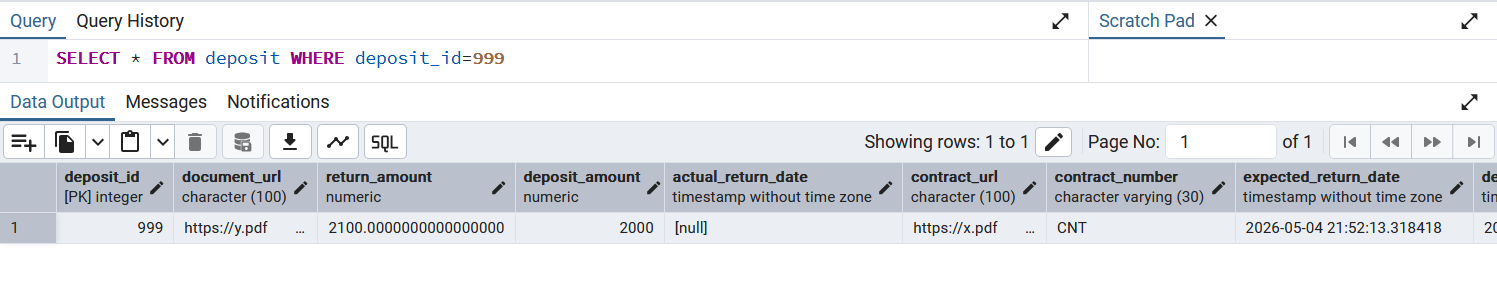 Query Query History Scratch Pad
1 SELECT * FROM deposit WHERE deposit_id=999
Data Output Messages Notifications
SQL Showing rows: 1 to 1 Page No: 1 of 1
deposit_id document_url return_amount deposit_amount actual_return_date contract_url contract_number expected_return_date de
[PK] integer character (100) numeric numeric timestamp without time zone character (100) character varying (30) timestamp without time zone
1 999 https://y.pdf ... 2100.0000000000000000 2000 [null] https://x.pdf ... CNT 2026-05-04 21:52:13.318418 20